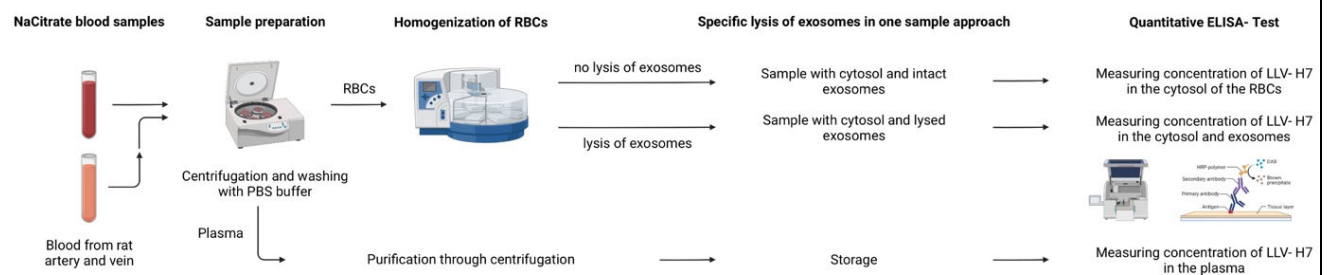 NaCitrate blood samples
Sample preparation
Homogenization of RBCs
Specific lysis of exosomes in one sample approach
Quantitative ELISA- Test
RBCs
no lysis of exosomes
lysis of exosomes
Sample with cytosol and intact
exosomes
Sample with cytosol and lysed
exosomes
Measuring concentration of LLV- H7
in the cytosol of the RBCs
Measuring concentration of LLV- H7
in the cytosol and exosomes
Centrifugation and washing
with PBS buffer
HRP polymer
DAB
Secondary antibody
Brown
precipitate
Primary antibody
Antigen
Tissue layer
Blood from rat
artery and vein
Plasma
Purification through centrifugation
Storage
Measuring concentration of LLV- H7
in the plasma